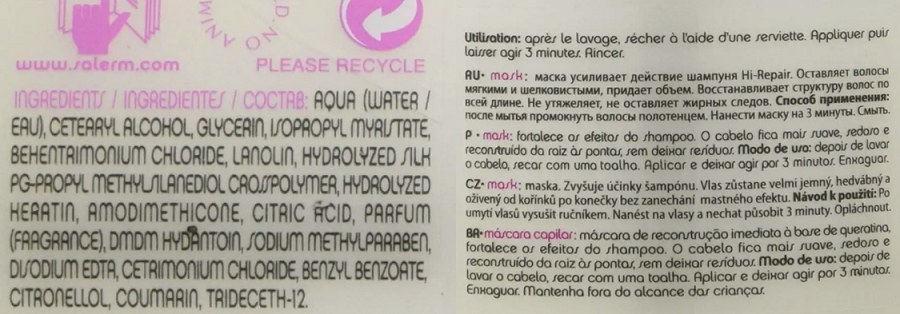 D.NO
ANIM
www.salerm.com
PLEASE RECYCLE
INGREDIENTS / INGREDIENTES / СОСТАВ: AQUA (WATER /
EAU), CETEARYL ALCOHOL, GLYCERIN, ISOPROPYL MYRISTATE,
BEHENTRIMONIUM CHLORIDE, LANOLIN, HYDROLYZED SILK
PG-PROPYL METHYLSILANEDIOL CROSSPOLYMER, HYDROLYZED
KERATIN, AMODIMETHICONE, CITRIC ACID, PARFUM
(FRAGRANCE), DMDM HYDANTOIN, SODIUM METHYLPARABEN,
DISODIUM EDTA, CETRIMONIUM CHLORIDE, BENZYL BENZOATE,
CITRONELLOL, COUMARIN, TRIDECETH-12.
Utilisation: après le lavage, sécher à l'aide d'une serviette. Appliquer puis
laisser agir 3 minutes. Rincer.
RU• mask: маска усиливает действие шампуня Hi-Repair. Оставляет волосы
мягкими и шелковистыми, придает объем. Восстанавливает структуру волос по
всей длине. Не утяжеляет, не оставляет жирных следов. Способ применения:
после мытья промокнуть волосы полотенцем. Нанести маску на 3 минуты. Смыть.
P • mask: fortalece os efeitos do shampoo. O cabelo fica mais suave, sedoso e
reconstruído da raiz às pontas, sem deixar resíduos. Modo de uso: depois de lavar
o cabelo, secar com uma toalha. Aplicar e deixar agir por 3 minutos. Enxaguar.
CZ• mask: maska. Zvyšuje účinky šampónu. Vlas zůstane velmi jemný, hedvábný a
oživený od kořínků po konečky bez zanechání mastného efektu. Návod k použití: Po
umytí vlasů vysušit ručníkem. Nanést na vlasy a nechat působit 3 minuty. Opláchnout.
BR• máscara capilar: máscara de reconstrução imediata à base de queratina,
fortalece os efeitos do shampoo. O cabelo fica mais suave, sedoso e
reconstruído da raiz às pontas, sem deixar resíduos. Modo de uso: depois de
lavar o cabelo, secar com uma toalha. Aplicar e deixar agir por 3 minutos.
Enxaguar. Mantenha fora do alcance das crianças.